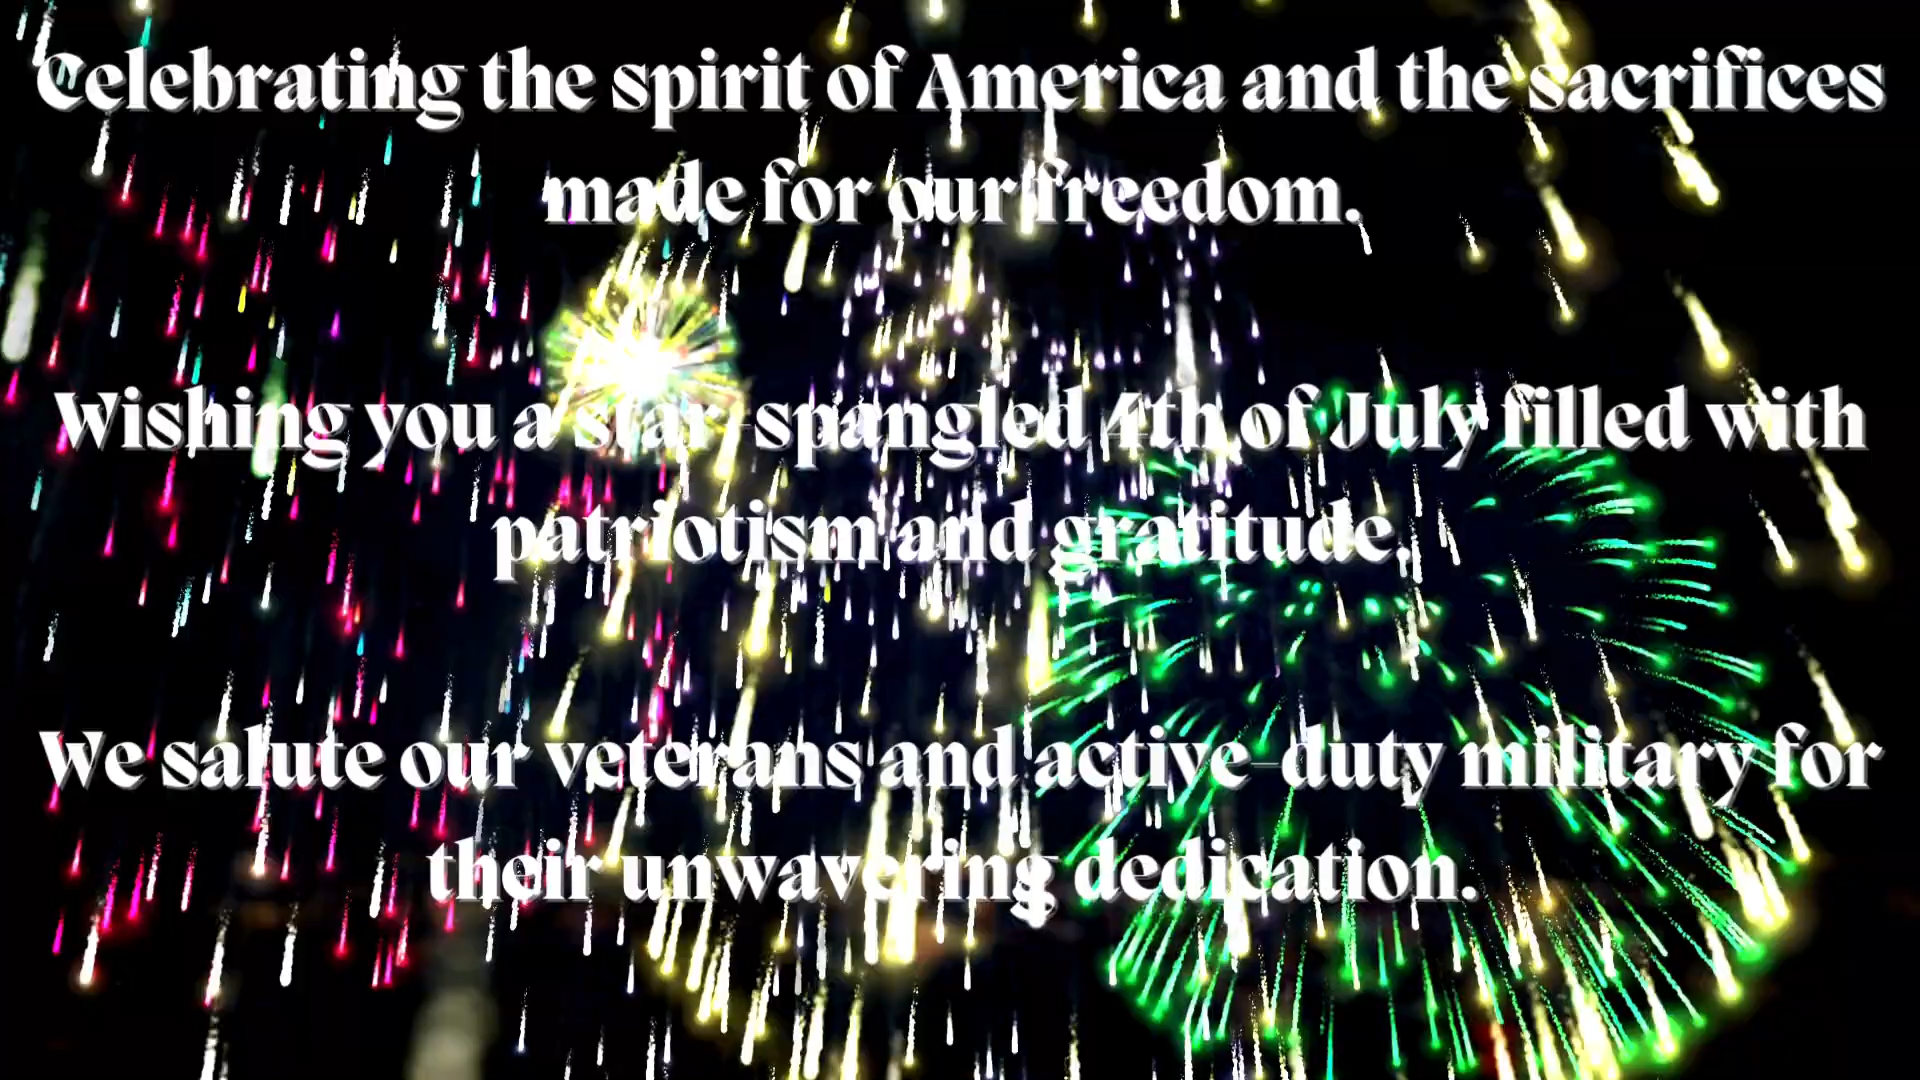 Celebrating the spirit of America and the sacrifices
made for our freedom.
Wishing you a star-spangled 4th of July filled with
patriotism and gratitude.
We salute our veterans and active-duty military for
their unwavering dedication.